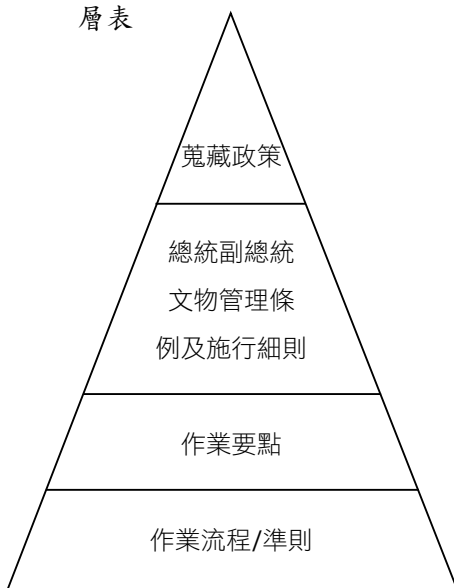 層表
蒐藏政策
總統副總統
文物管理條
例及施行細則
作業要點
作業流程/準則